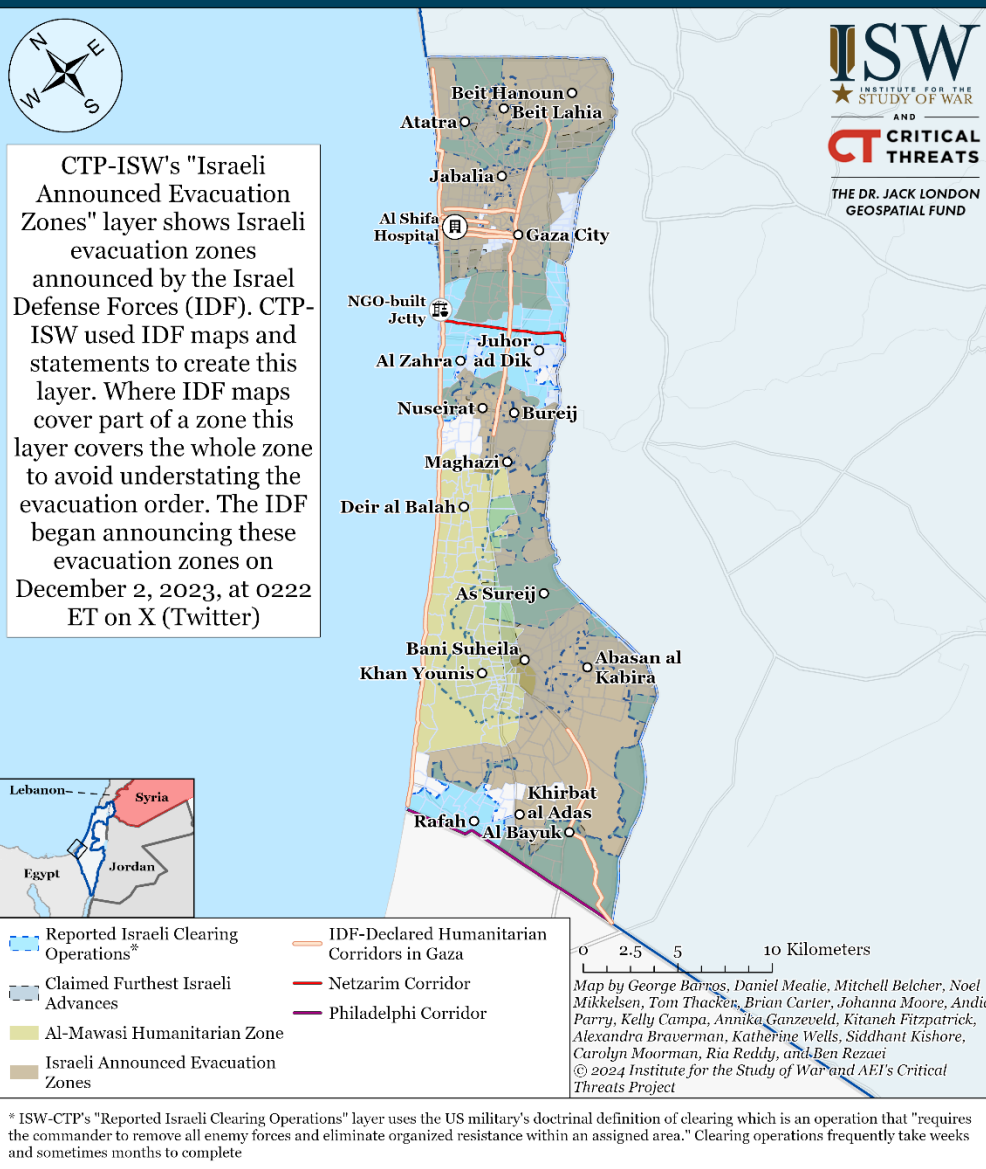 N
E
W
S
ISW
INSTITUTE FOR THE
STUDY OF WAR
AND
CT CRITICAL
THREATS
THE DR. JACK LONDON
GEOSPATIAL FUND
CTP-ISW's "Israeli
Announced Evacuation
Zones" layer shows Israeli
evacuation zones
announced by the Israel
Defense Forces (IDF). CTP-
ISW used IDF maps and
statements to create this
layer. Where IDF maps
cover part of a zone this
layer covers the whole zone
to avoid understating the
evacuation order. The IDF
began announcing these
evacuation zones on
December 2, 2023, at 0222
ET on X (Twitter)
Beit Hanoun
Beit Lahia
Atatra
Jabalia
Al Shifa
Hospital
Gaza City
NGO-built
Jetty
Juhor
ad Dik
Al Zahra
Nuseirat
Bureij
Maghazi
Deir al Balah
As Sureij
Bani Suheila
Abasan al
Kabira
Khan Younis
Khirbat
al Adas
Rafah
Al Bayuk
Lebanon
Syria
Jordan
Egypt
Reported Israeli Clearing
Operations*
Claimed Furthest Israeli
Advances
Al-Mawasi Humanitarian Zone
Israeli Announced Evacuation
Zones
IDF-Declared Humanitarian
Corridors in Gaza
Netzarim Corridor
Philadelphi Corridor
0 2.5 5 10 Kilometers
Map by George Barros, Daniel Mealie, Mitchell Belcher, Noel
Mikkelsen, Tom Thacker, Brian Carter, Johanna Moore, Andie
Parry, Kelly Campa, Annika Ganzeveld, Kitaneh Fitzpatrick,
Alexandra Braverman, Katherine Wells, Siddhant Kishore,
Carolyn Moorman, Ria Reddy, and Ben Rezaei
© 2024 Institute for the Study of War and AEI's Critical
Threats Project
* ISW-CTP's "Reported Israeli Clearing Operations" layer uses the US military's doctrinal definition of clearing which is an operation that "requires
the commander to remove all enemy forces and eliminate organized resistance within an assigned area." Clearing operations frequently take weeks
and sometimes months to complete